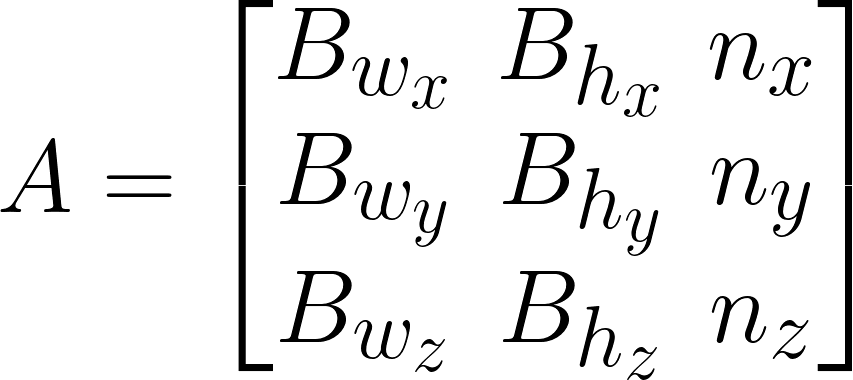 A = [ B_{w_x} B_{h_x} n_x
B_{w_y} B_{h_y} n_y
B_{w_z} B_{h_z} n_z ]